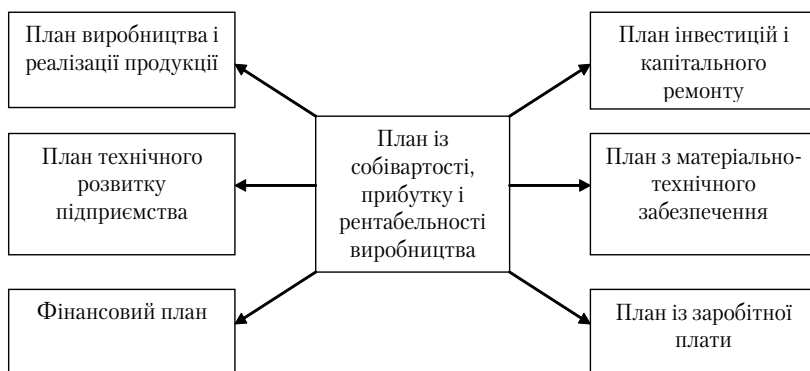 План виробництва і
реалізації продукції
План інвестицій і
капітального
ремонту
План технічного
розвитку
підприємства
План із
собівартості,
прибутку і
рентабельності
виробництва
План з матеріально-
технічного
забезпечення
Фінансовий план
План із заробітної
плати